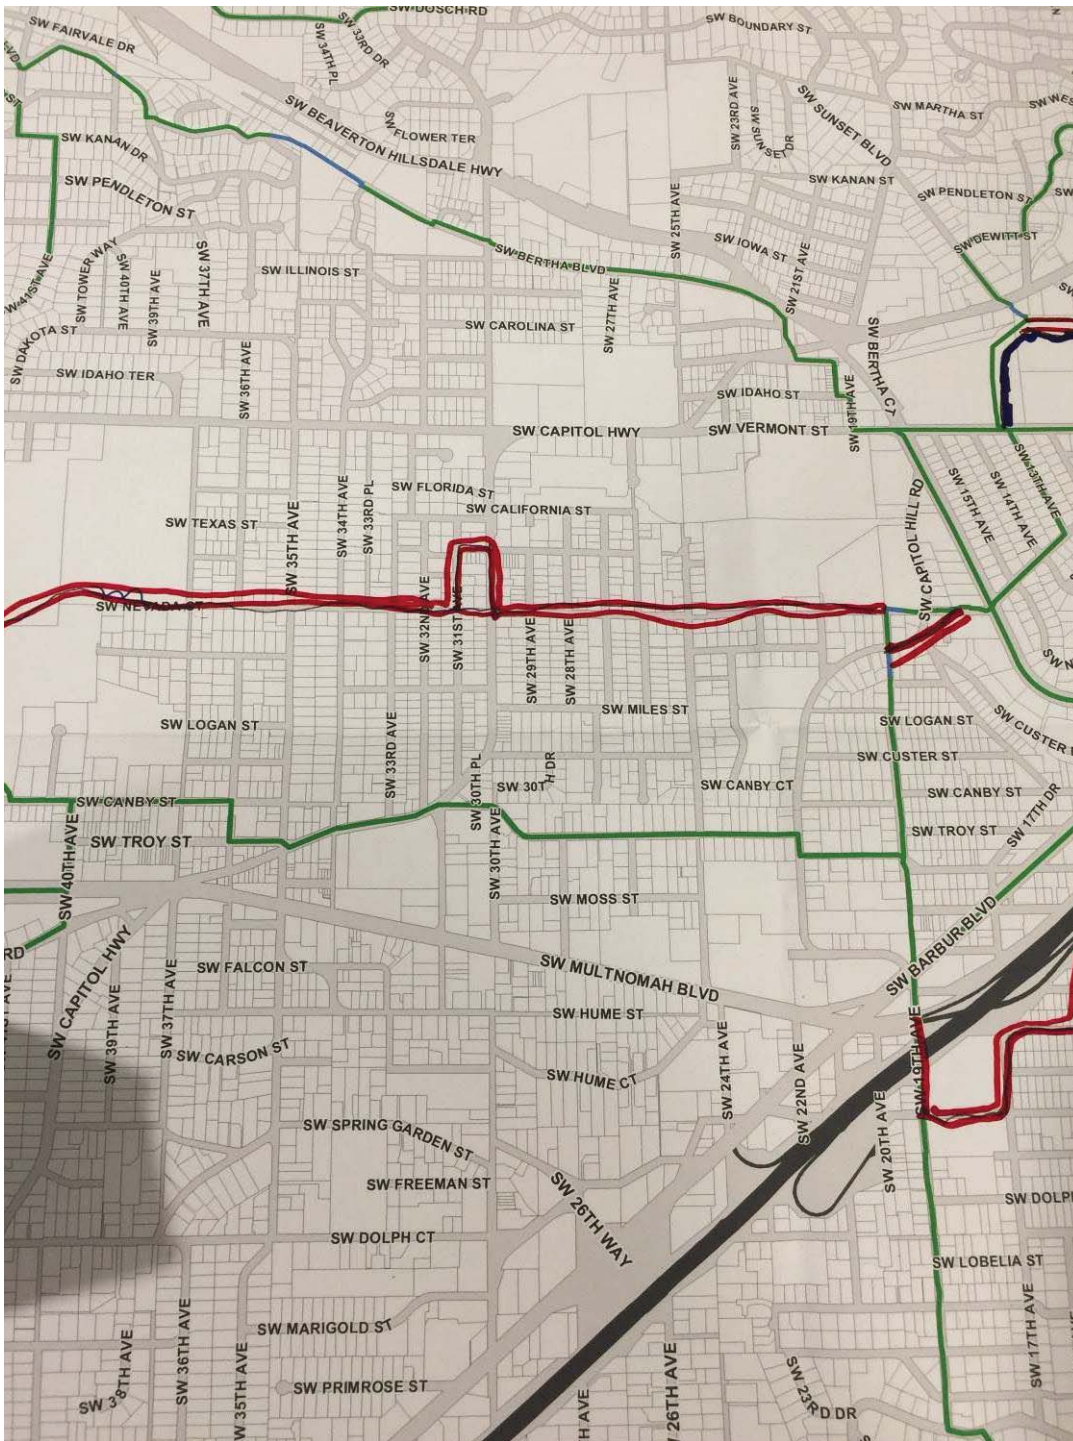 SW DOSCH RD
SW FAIRVALE DR
SW 34TH PL
SW 33RD DR
SW BOUNDARY ST
SW BEAVERTON HILLSDALE HWY
SW FLOWER TER
SW 23RD AVE
SW SUNSET DR
SW SUNSET BLVD
SW MARTHA ST
SW WES
SW KANAN DR
SW KANAN ST
SW PENDLETON ST
SW PENDLETON ST
SW 25TH AVE
SW DEWITT ST
SW TOWER WAY
SW 40TH AVE
SW 39TH AVE
SW 37TH AVE
SW ILLINOIS ST
SW BERTHA BLVD
SW IOWA ST
SW 21ST AVE
SW 27TH AVE
SW DAKOTA ST
SW CAROLINA ST
SW BERTHA CT
SW IDAHO TER
SW 36TH AVE
SW IDAHO ST
SW 19TH AVE
SW CAPITOL HWY
SW VERMONT ST
SW 13TH AVE
SW 14TH AVE
SW 15TH AVE
SW CAPITOL HILL RD
SW FLORIDA ST
SW CALIFORNIA ST
SW TEXAS ST
SW 35TH AVE
SW 34TH AVE
SW 33RD PL
SW NEVADA ST
SW 32ND AVE
SW 31ST AVE
SW 29TH AVE
SW 28TH AVE
SW N
SW LOGAN ST
SW MILES ST
SW LOGAN ST
SW CUSTER
SW 33RD AVE
SW CUSTER ST
SW 30TH PL
SW 30T
H DR
SW CANBY CT
SW CANBY ST
SW 17TH DR
SW CANBY ST
SW TROY ST
SW TROY ST
SW 40TH AVE
SW 30TH AVE
SW MOSS ST
RD
SW CAPITOL HWY
SW FALCON ST
SW MULTNOMAH BLVD
SW BARBUR BLVD
SW 39TH AVE
SW 37TH AVE
SW HUME ST
SW CARSON ST
SW HUME CT
SW 24TH AVE
SW 22ND AVE
SW 20TH AVE
SW 19TH AVE
SW SPRING GARDEN ST
SW FREEMAN ST
SW 26TH WAY
SW DOLPH CT
SW DOLP
SW LOBELIA ST
SW MARIGOLD ST
SW 17TH AVE
SW 38TH AVE
SW 36TH AVE
SW 35TH AVE
SW PRIMROSE ST
H AVE
SW 26TH AVE
SW 23RD DR